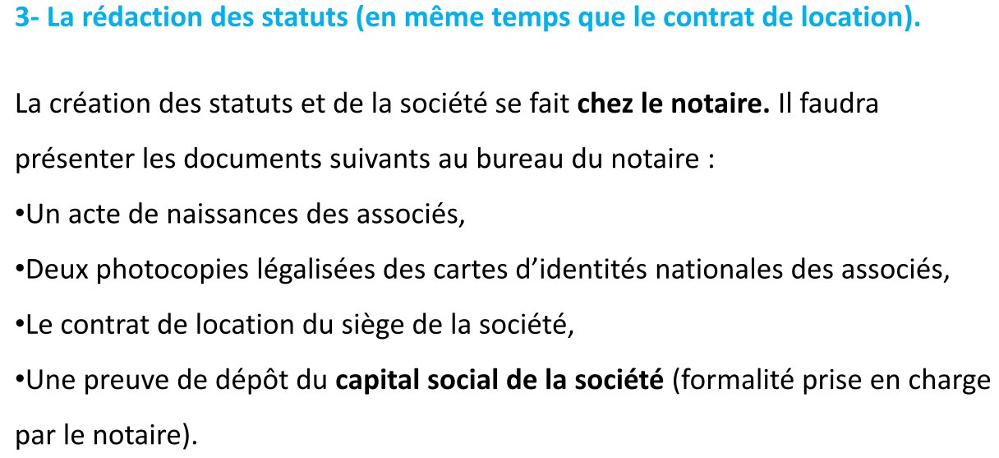 3- La rédaction des statuts (en même temps que le contrat de location).
La création des statuts et de la société se fait chez le notaire. Il faudra
présenter les documents suivants au bureau du notaire :
•Un acte de naissances des associés,
•Deux photocopies légalisées des cartes d’identités nationales des associés,
•Le contrat de location du siège de la société,
•Une preuve de dépôt du capital social de la société (formalité prise en charge
par le notaire).